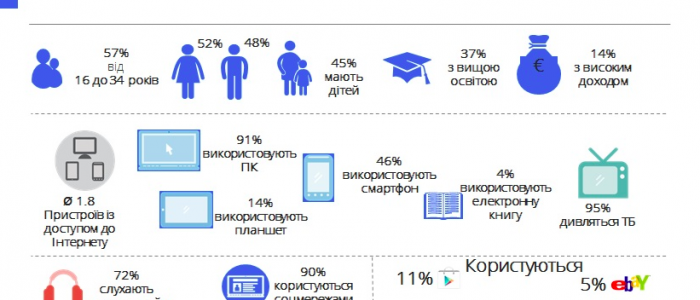 57%
від
16 до 34 років
52%
48%
45%
мають
дітей
37%
з вищою
освітою
€
14%
з високим
доходом
Ø 1.8
Пристроїв із
доступом до
Інтернету
91%
використовують
ПК
14%
використовують
планшет
46%
використовують
смартфон
4%
використовують
електронну
книгу
95%
дивляться ТБ
72%
слухають
90%
користуються
соцмережами
Користуються
11%
5% ebay